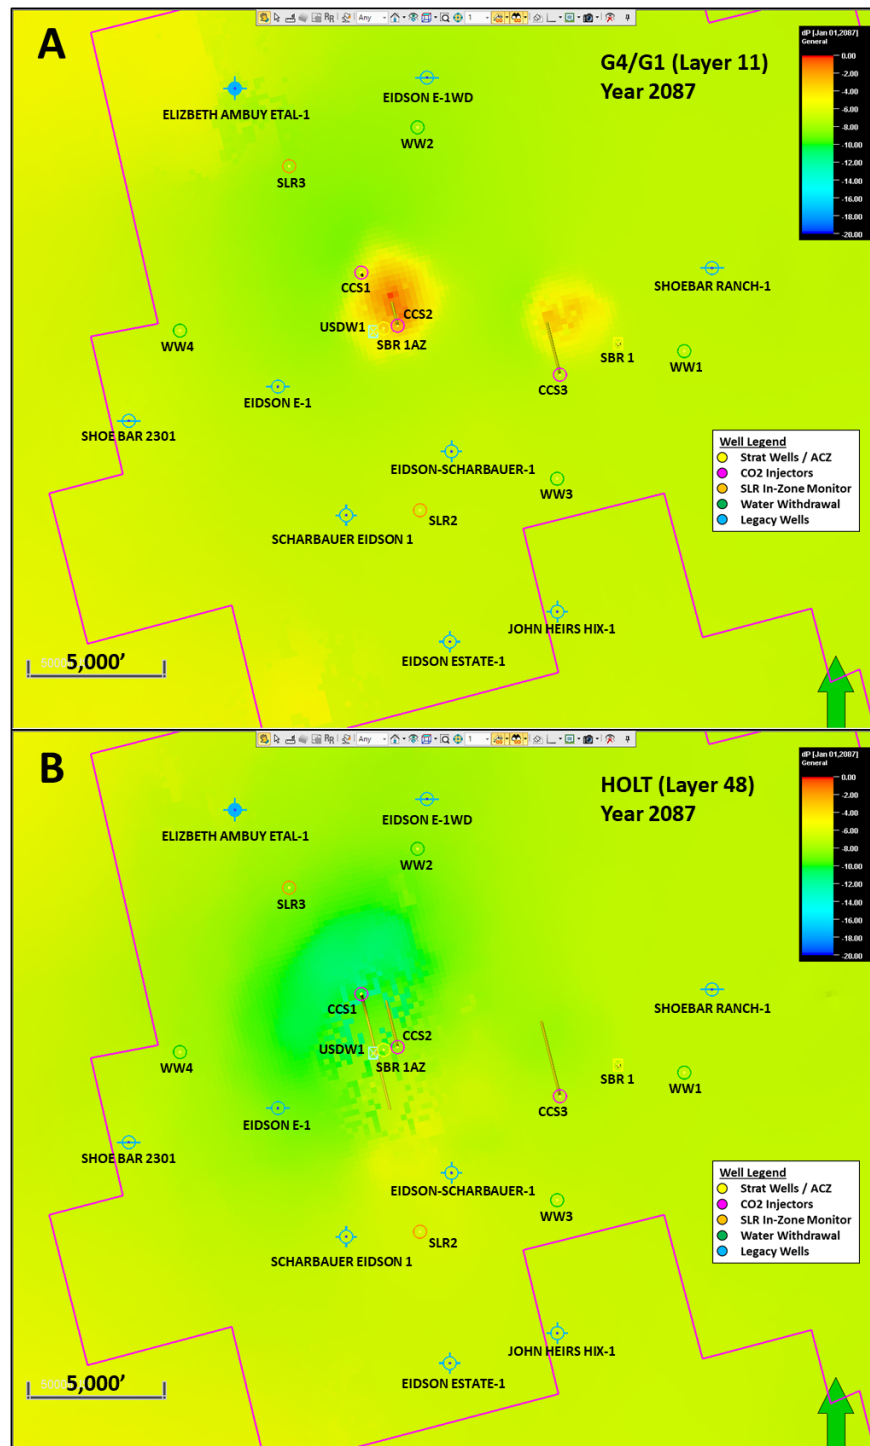 A
Any
1
G4/G1 (Layer 11)
Year 2087
dP [Jan 01,2087]
General
0.00
-2.00
-4.00
-6.00
-8.00
-10.00
-12.00
-14.00
-16.00
-18.00
-20.00
ELIZBETH AMBUY ETAL-1
EIDSON E-1WD
WW2
SLR3
CCS1
SHOEBAR RANCH-1
CCS2
USDW1
SBR 1AZ
WW4
SBR 1
WW1
CCS3
EIDSON E-1
SHOE BAR 2301
EIDSON-SCHARBAUER-1
WW3
SLR2
SCHARBAUER EIDSON 1
Well Legend
Strat Wells / ACZ
CO2 Injectors
SLR In-Zone Monitor
Water Withdrawal
Legacy Wells
JOHN HEIRS HIX-1
EIDSON ESTATE-1
5,000’
B
Any
1
HOLT (Layer 48)
Year 2087
dP [Jan 01,2087]
General
0.00
-2.00
-4.00
-6.00
-8.00
-10.00
-12.00
-14.00
-16.00
-18.00
-20.00
ELIZBETH AMBUY ETAL-1
EIDSON E-1WD
WW2
SLR3
CCS1
SHOEBAR RANCH-1
CCS2
USDW1
SBR 1AZ
WW4
SBR 1
WW1
CCS3
EIDSON E-1
SHOE BAR 2301
EIDSON-SCHARBAUER-1
WW3
SLR2
SCHARBAUER EIDSON 1
Well Legend
Strat Wells / ACZ
CO2 Injectors
SLR In-Zone Monitor
Water Withdrawal
Legacy Wells
JOHN HEIRS HIX-1
EIDSON ESTATE-1
5,000’